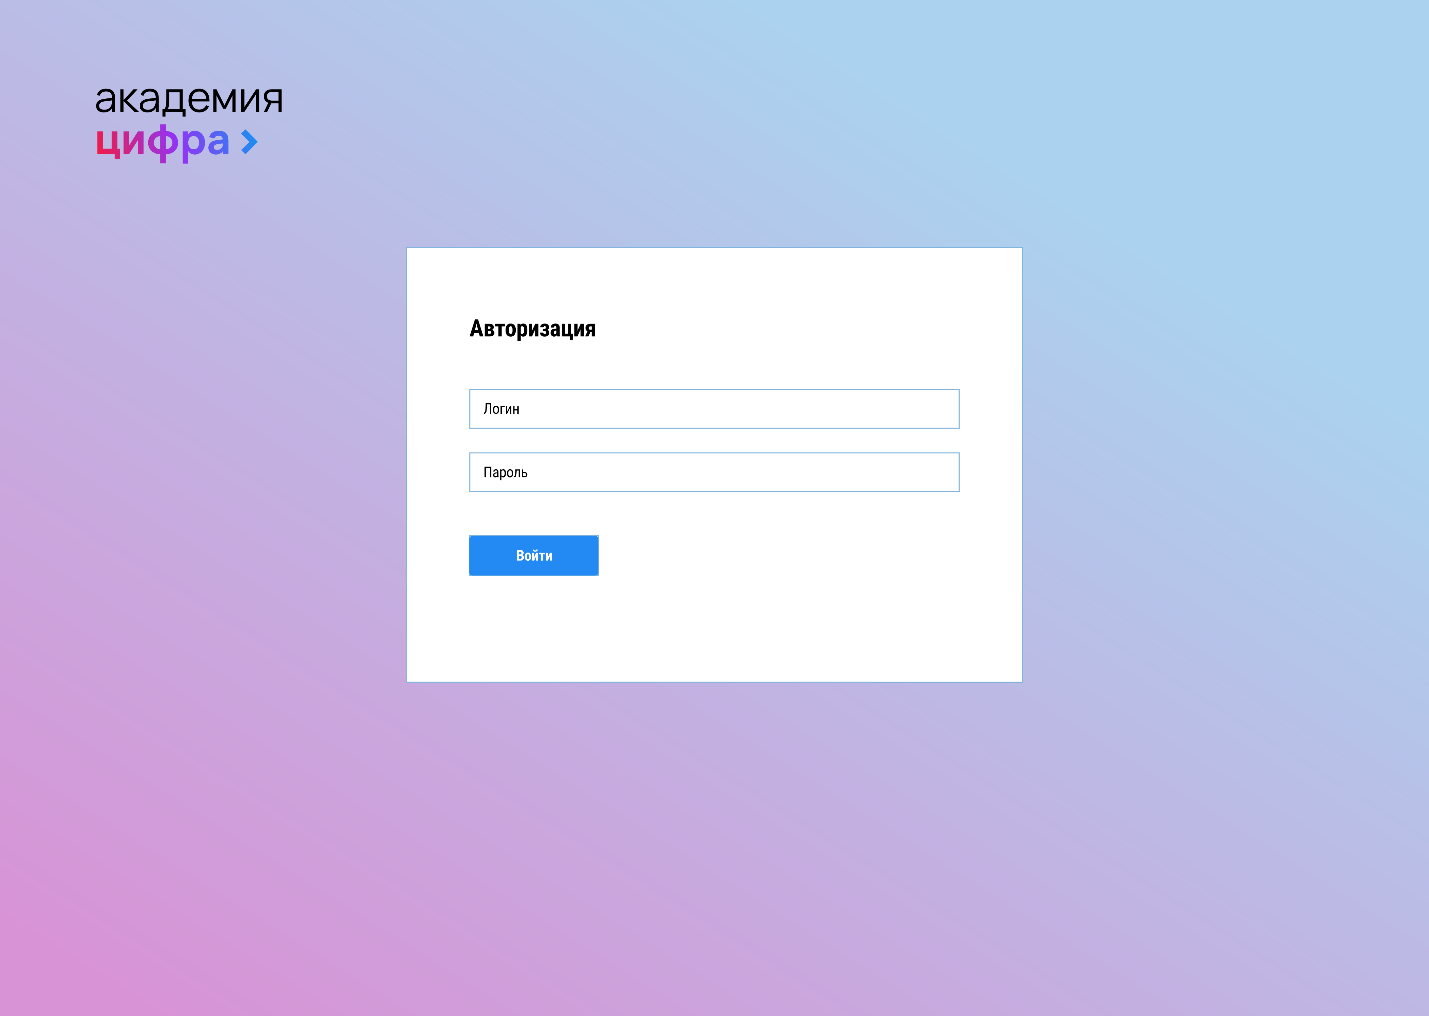 академия
цифра
Авторизация
Логин
Пароль
Войти